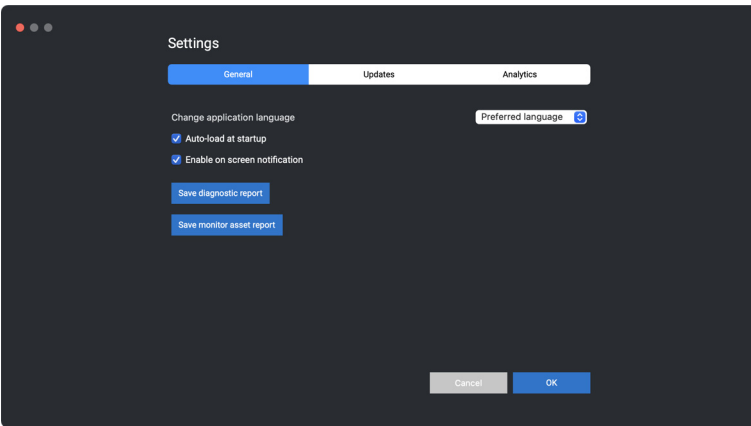 Settings
General Updates Analytics
Change application language Preferred language
Auto-load at startup
Enable on screen notification
Save diagnostic report
Save monitor asset report
Cancel OK